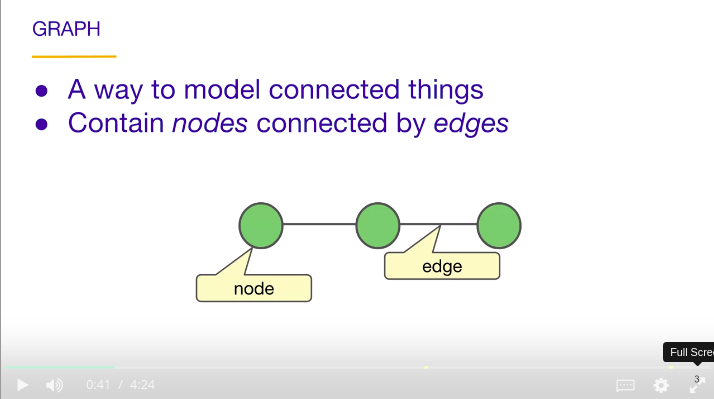 GRAPH
● A way to model connected things
● Contain nodes connected by edges
edge
node
Full Scre
0:41 / 4:24
3